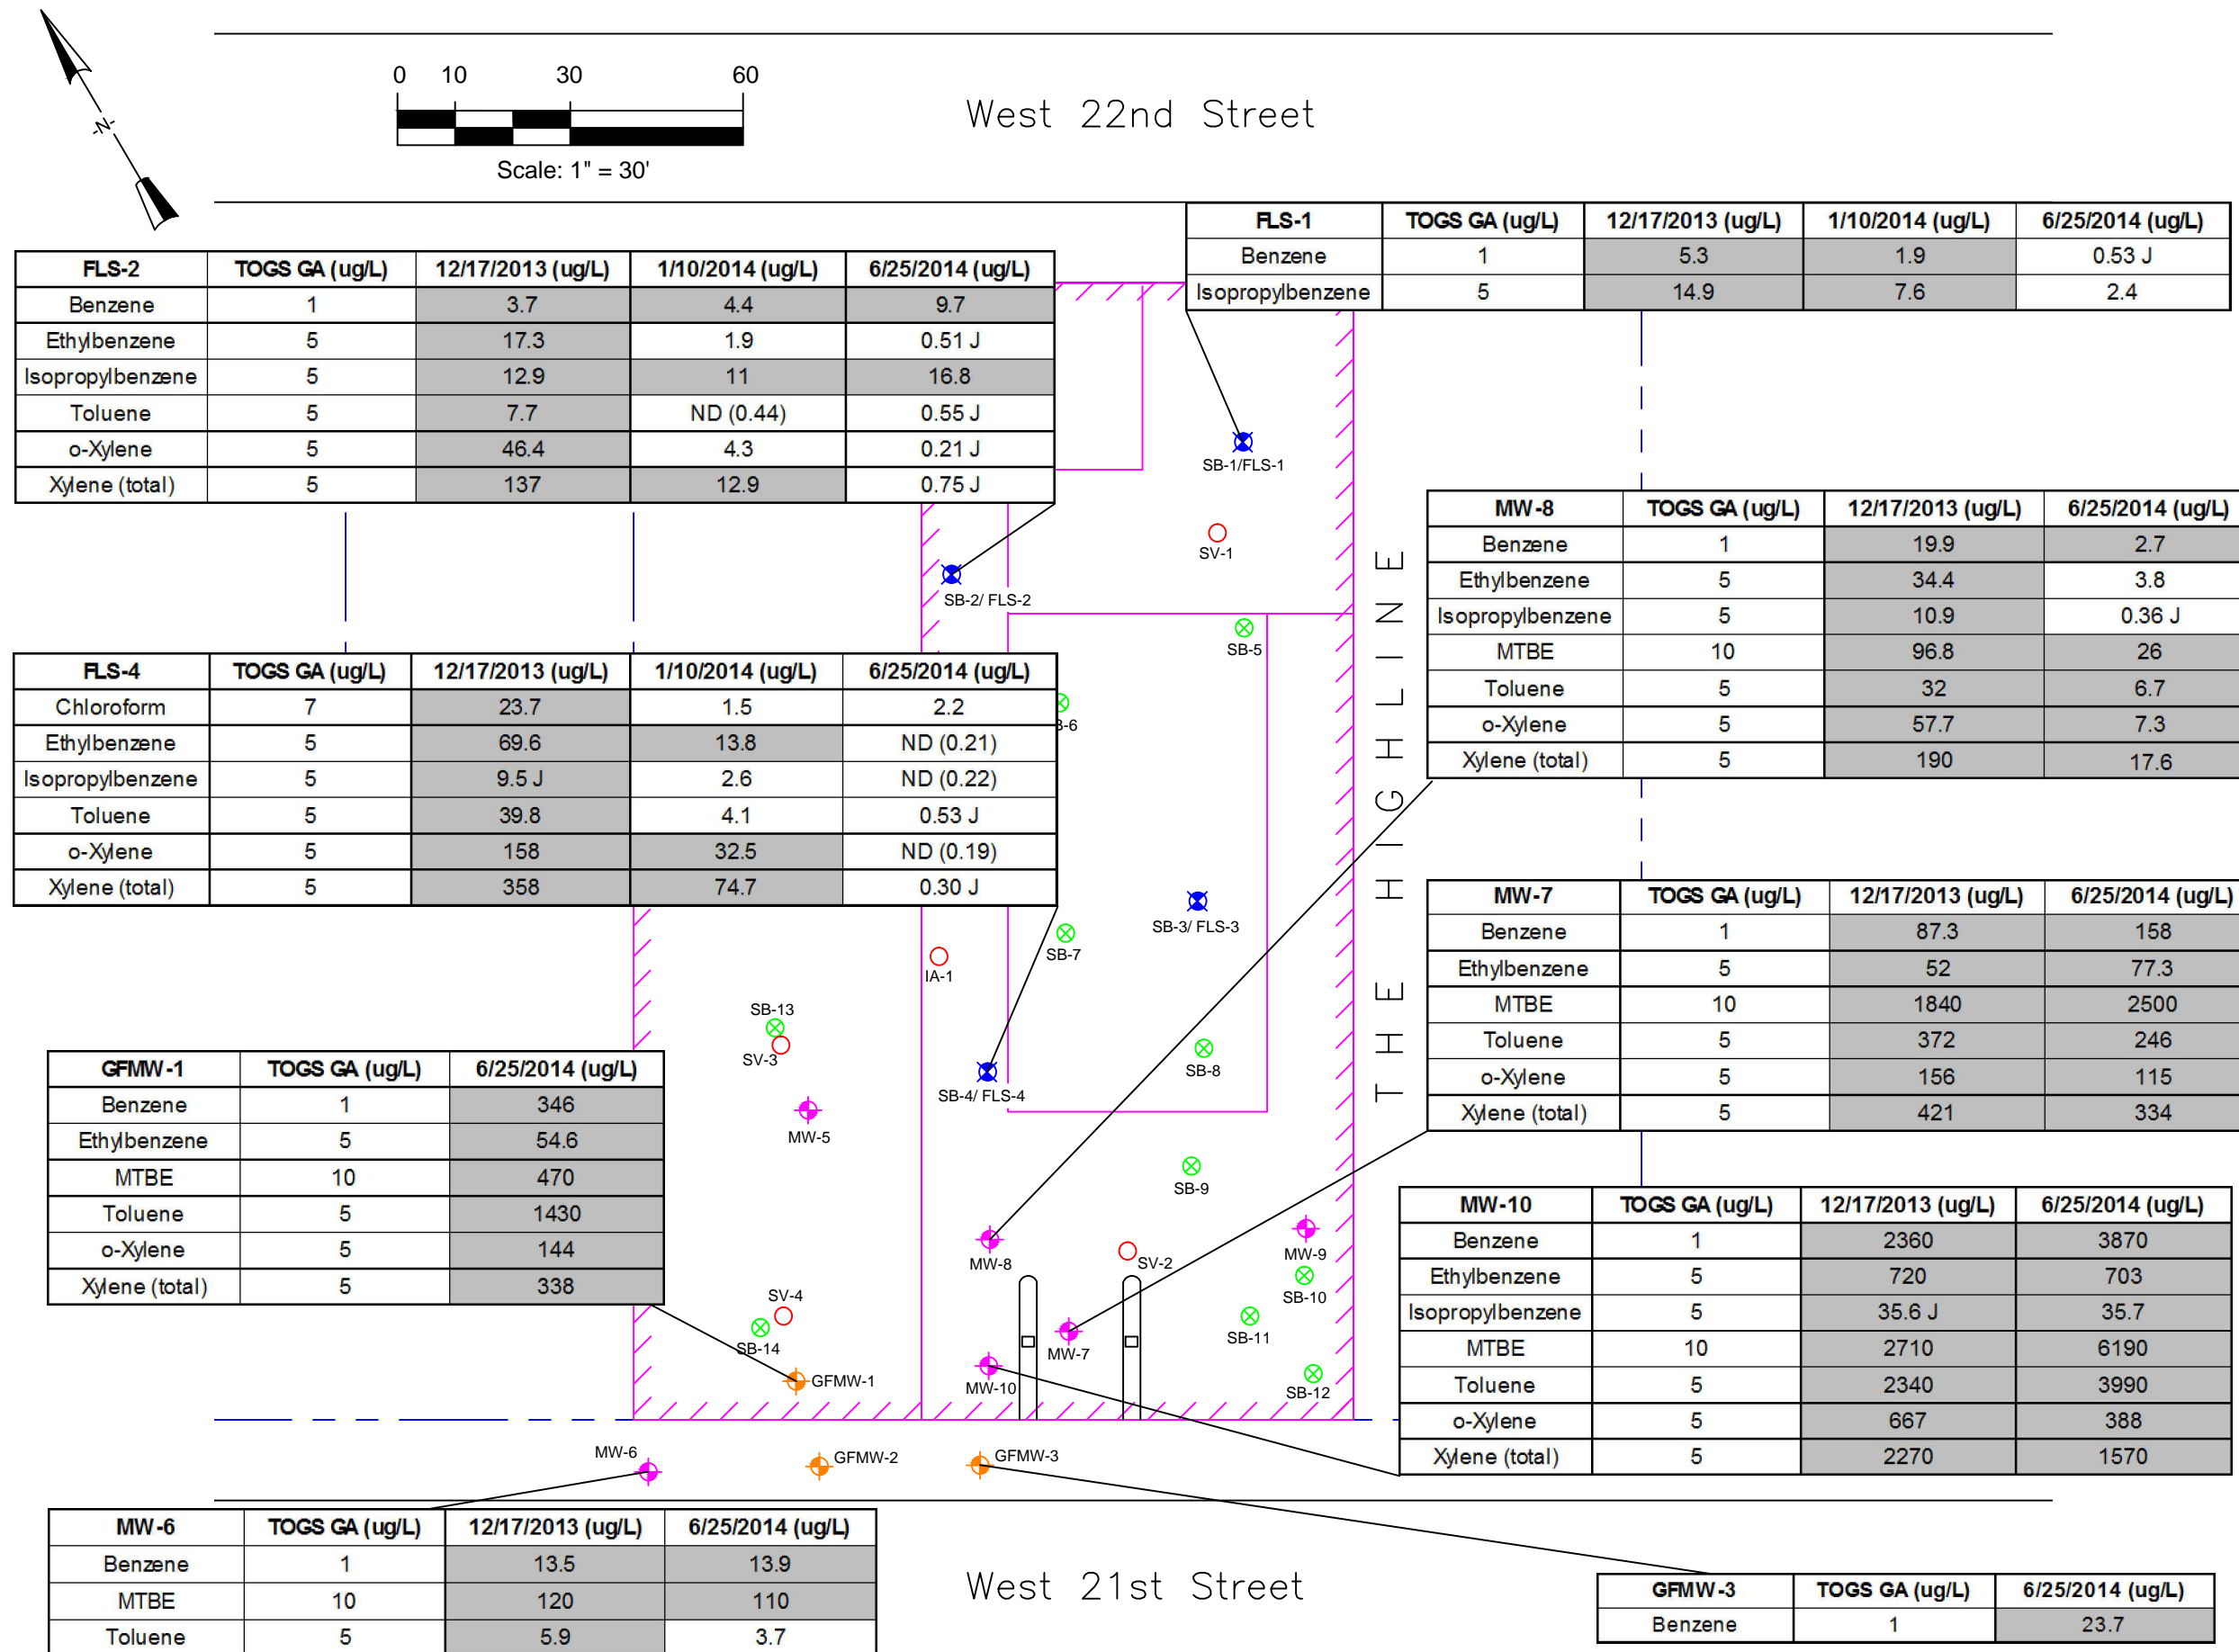 -N-
0 10 30 60
Scale: 1" = 30'
West 22nd Street
FLS-1 TOGS GA (ug/L) 12/17/2013 (ug/L) 1/10/2014 (ug/L) 6/25/2014 (ug/L)
Benzene 1 5.3 1.9 0.53 J
Isopropylbenzene 5 14.9 7.6 2.4
FLS-2 TOGS GA (ug/L) 12/17/2013 (ug/L) 1/10/2014 (ug/L) 6/25/2014 (ug/L)
Benzene 1 3.7 4.4 9.7
Ethylbenzene 5 17.3 1.9 0.51 J
Isopropylbenzene 5 12.9 11 16.8
Toluene 5 7.7 ND (0.44) 0.55 J
o-Xylene 5 46.4 4.3 0.21 J
Xylene (total) 5 137 12.9 0.75 J
SB-1/FLS-1
SV-1
SB-2/ FLS-2
SB-5
THE HIGHLINE
MW-8 TOGS GA (ug/L) 12/17/2013 (ug/L) 6/25/2014 (ug/L)
Benzene 1 19.9 2.7
Ethylbenzene 5 34.4 3.8
Isopropylbenzene 5 10.9 0.36 J
MTBE 10 96.8 26
Toluene 5 32 6.7
o-Xylene 5 57.7 7.3
Xylene (total) 5 190 17.6
FLS-4 TOGS GA (ug/L) 12/17/2013 (ug/L) 1/10/2014 (ug/L) 6/25/2014 (ug/L)
Chloroform 7 23.7 1.5 2.2
Ethylbenzene 5 69.6 13.8 ND (0.21)
Isopropylbenzene 5 9.5 J 2.6 ND (0.22)
Toluene 5 39.8 4.1 0.53 J
o-Xylene 5 158 32.5 ND (0.19)
Xylene (total) 5 358 74.7 0.30 J
-6
SB-3/ FLS-3
SB-7
IA-1
SB-13
SV-3
SB-8
SB-4/ FLS-4
MW-5
MW-7 TOGS GA (ug/L) 12/17/2013 (ug/L) 6/25/2014 (ug/L)
Benzene 1 87.3 158
Ethylbenzene 5 52 77.3
MTBE 10 1840 2500
Toluene 5 372 246
o-Xylene 5 156 115
Xylene (total) 5 421 334
GFMW-1 TOGS GA (ug/L) 6/25/2014 (ug/L)
Benzene 1 346
Ethylbenzene 5 54.6
MTBE 10 470
Toluene 5 1430
o-Xylene 5 144
Xylene (total) 5 338
SB-9
MW-8
SV-2
MW-9
SB-10
SV-4
SB-14
SB-11
MW-7
GFMW-1
MW-10
SB-12
MW-10 TOGS GA (ug/L) 12/17/2013 (ug/L) 6/25/2014 (ug/L)
Benzene 1 2360 3870
Ethylbenzene 5 720 703
Isopropylbenzene 5 35.6 J 35.7
MTBE 10 2710 6190
Toluene 5 2340 3990
o-Xylene 5 667 388
Xylene (total) 5 2270 1570
MW-6
GFMW-2
GFMW-3
MW-6 TOGS GA (ug/L) 12/17/2013 (ug/L) 6/25/2014 (ug/L)
Benzene 1 13.5 13.9
MTBE 10 120 110
Toluene 5 5.9 3.7
West 21st Street
GFMW-3 TOGS GA (ug/L) 6/25/2014 (ug/L)
Benzene 1 23.7